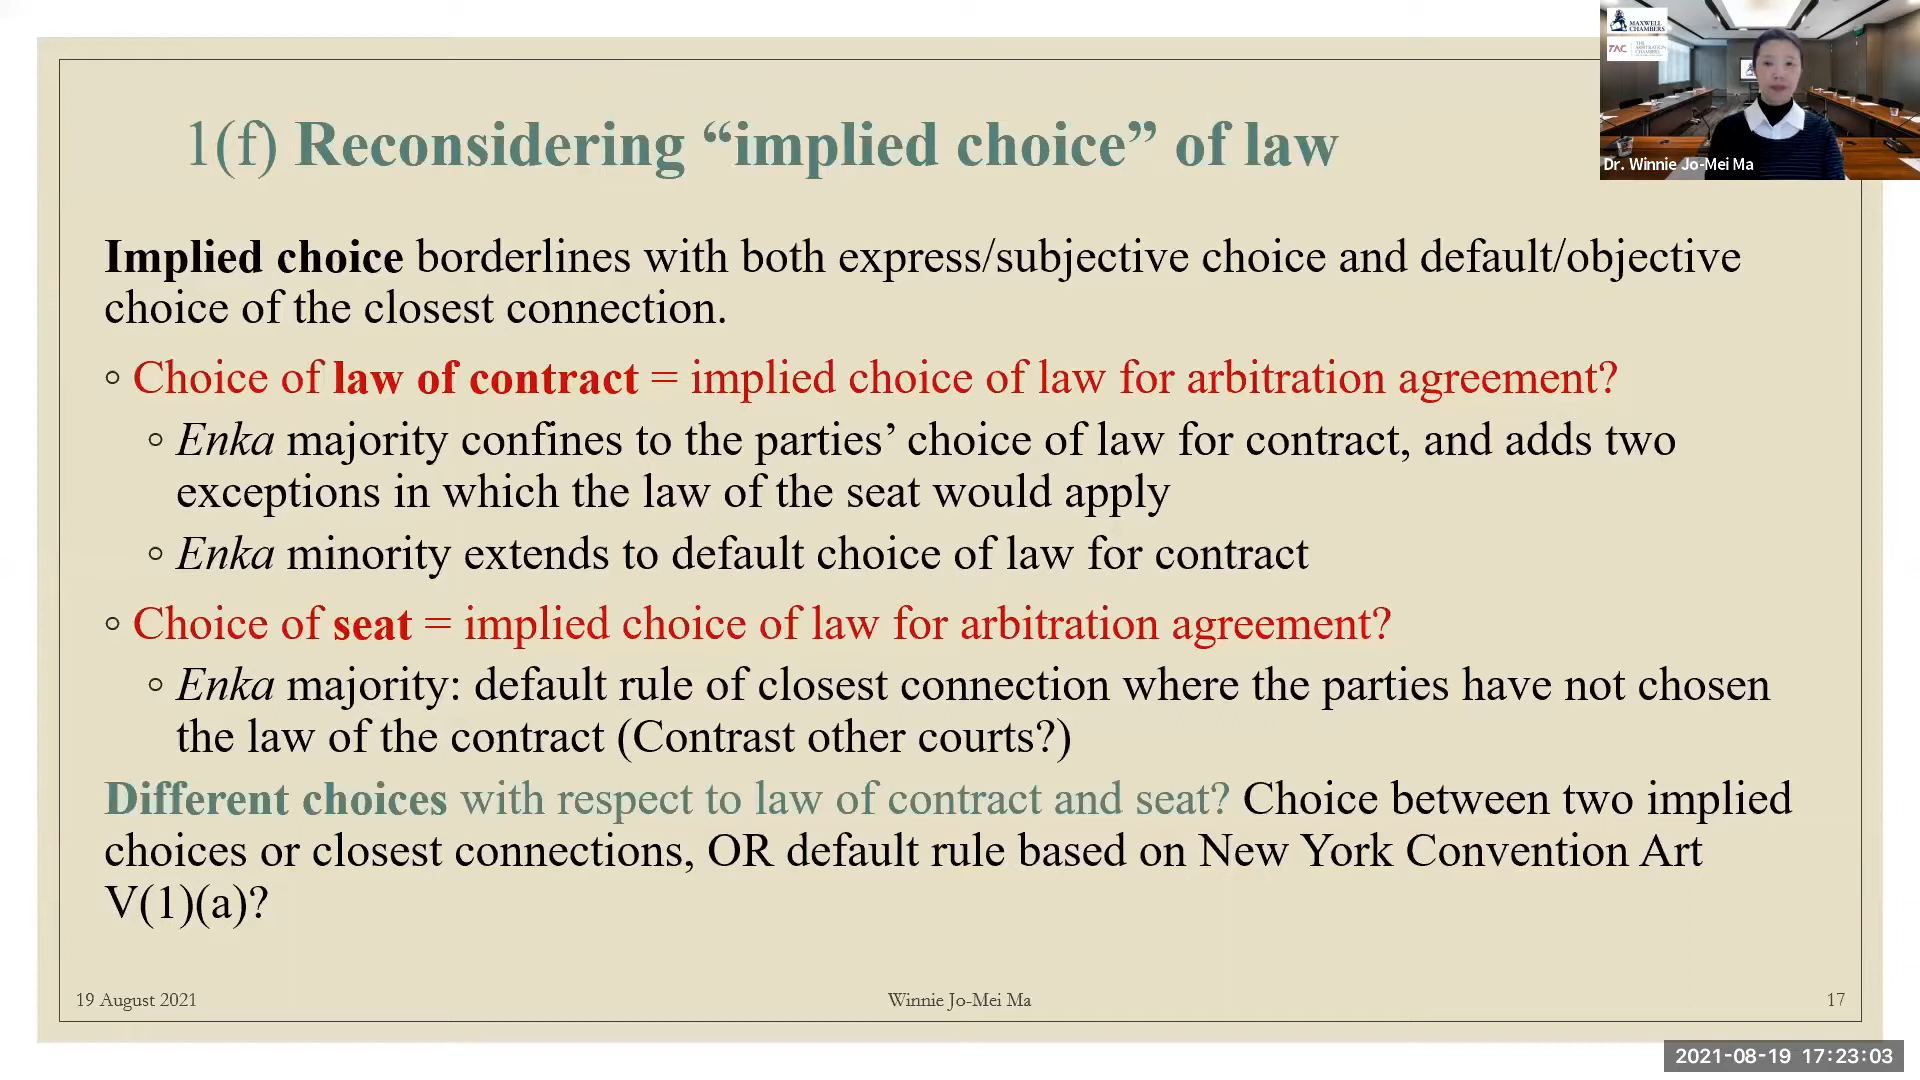 1(f) Reconsidering “implied choice” of law
MAXWELL
CHAMBERS
TAC
THE
ARBITRATION
CHAMBERS
Dr. Winnie Jo-Mei Ma
Implied choice borderlines with both express/subjective choice and default/objective
choice of the closest connection.
◦ Choice of law of contract = implied choice of law for arbitration agreement?
◦ Enka majority confines to the parties’ choice of law for contract, and adds two
exceptions in which the law of the seat would apply
◦ Enka minority extends to default choice of law for contract
◦ Choice of seat = implied choice of law for arbitration agreement?
◦ Enka majority: default rule of closest connection where the parties have not chosen
the law of the contract (Contrast other courts?)
Different choices with respect to law of contract and seat? Choice between two implied
choices or closest connections, OR default rule based on New York Convention Art
V(1)(a)?
19 August 2021
Winnie Jo-Mei Ma
17
2021-08-19 17:23:03